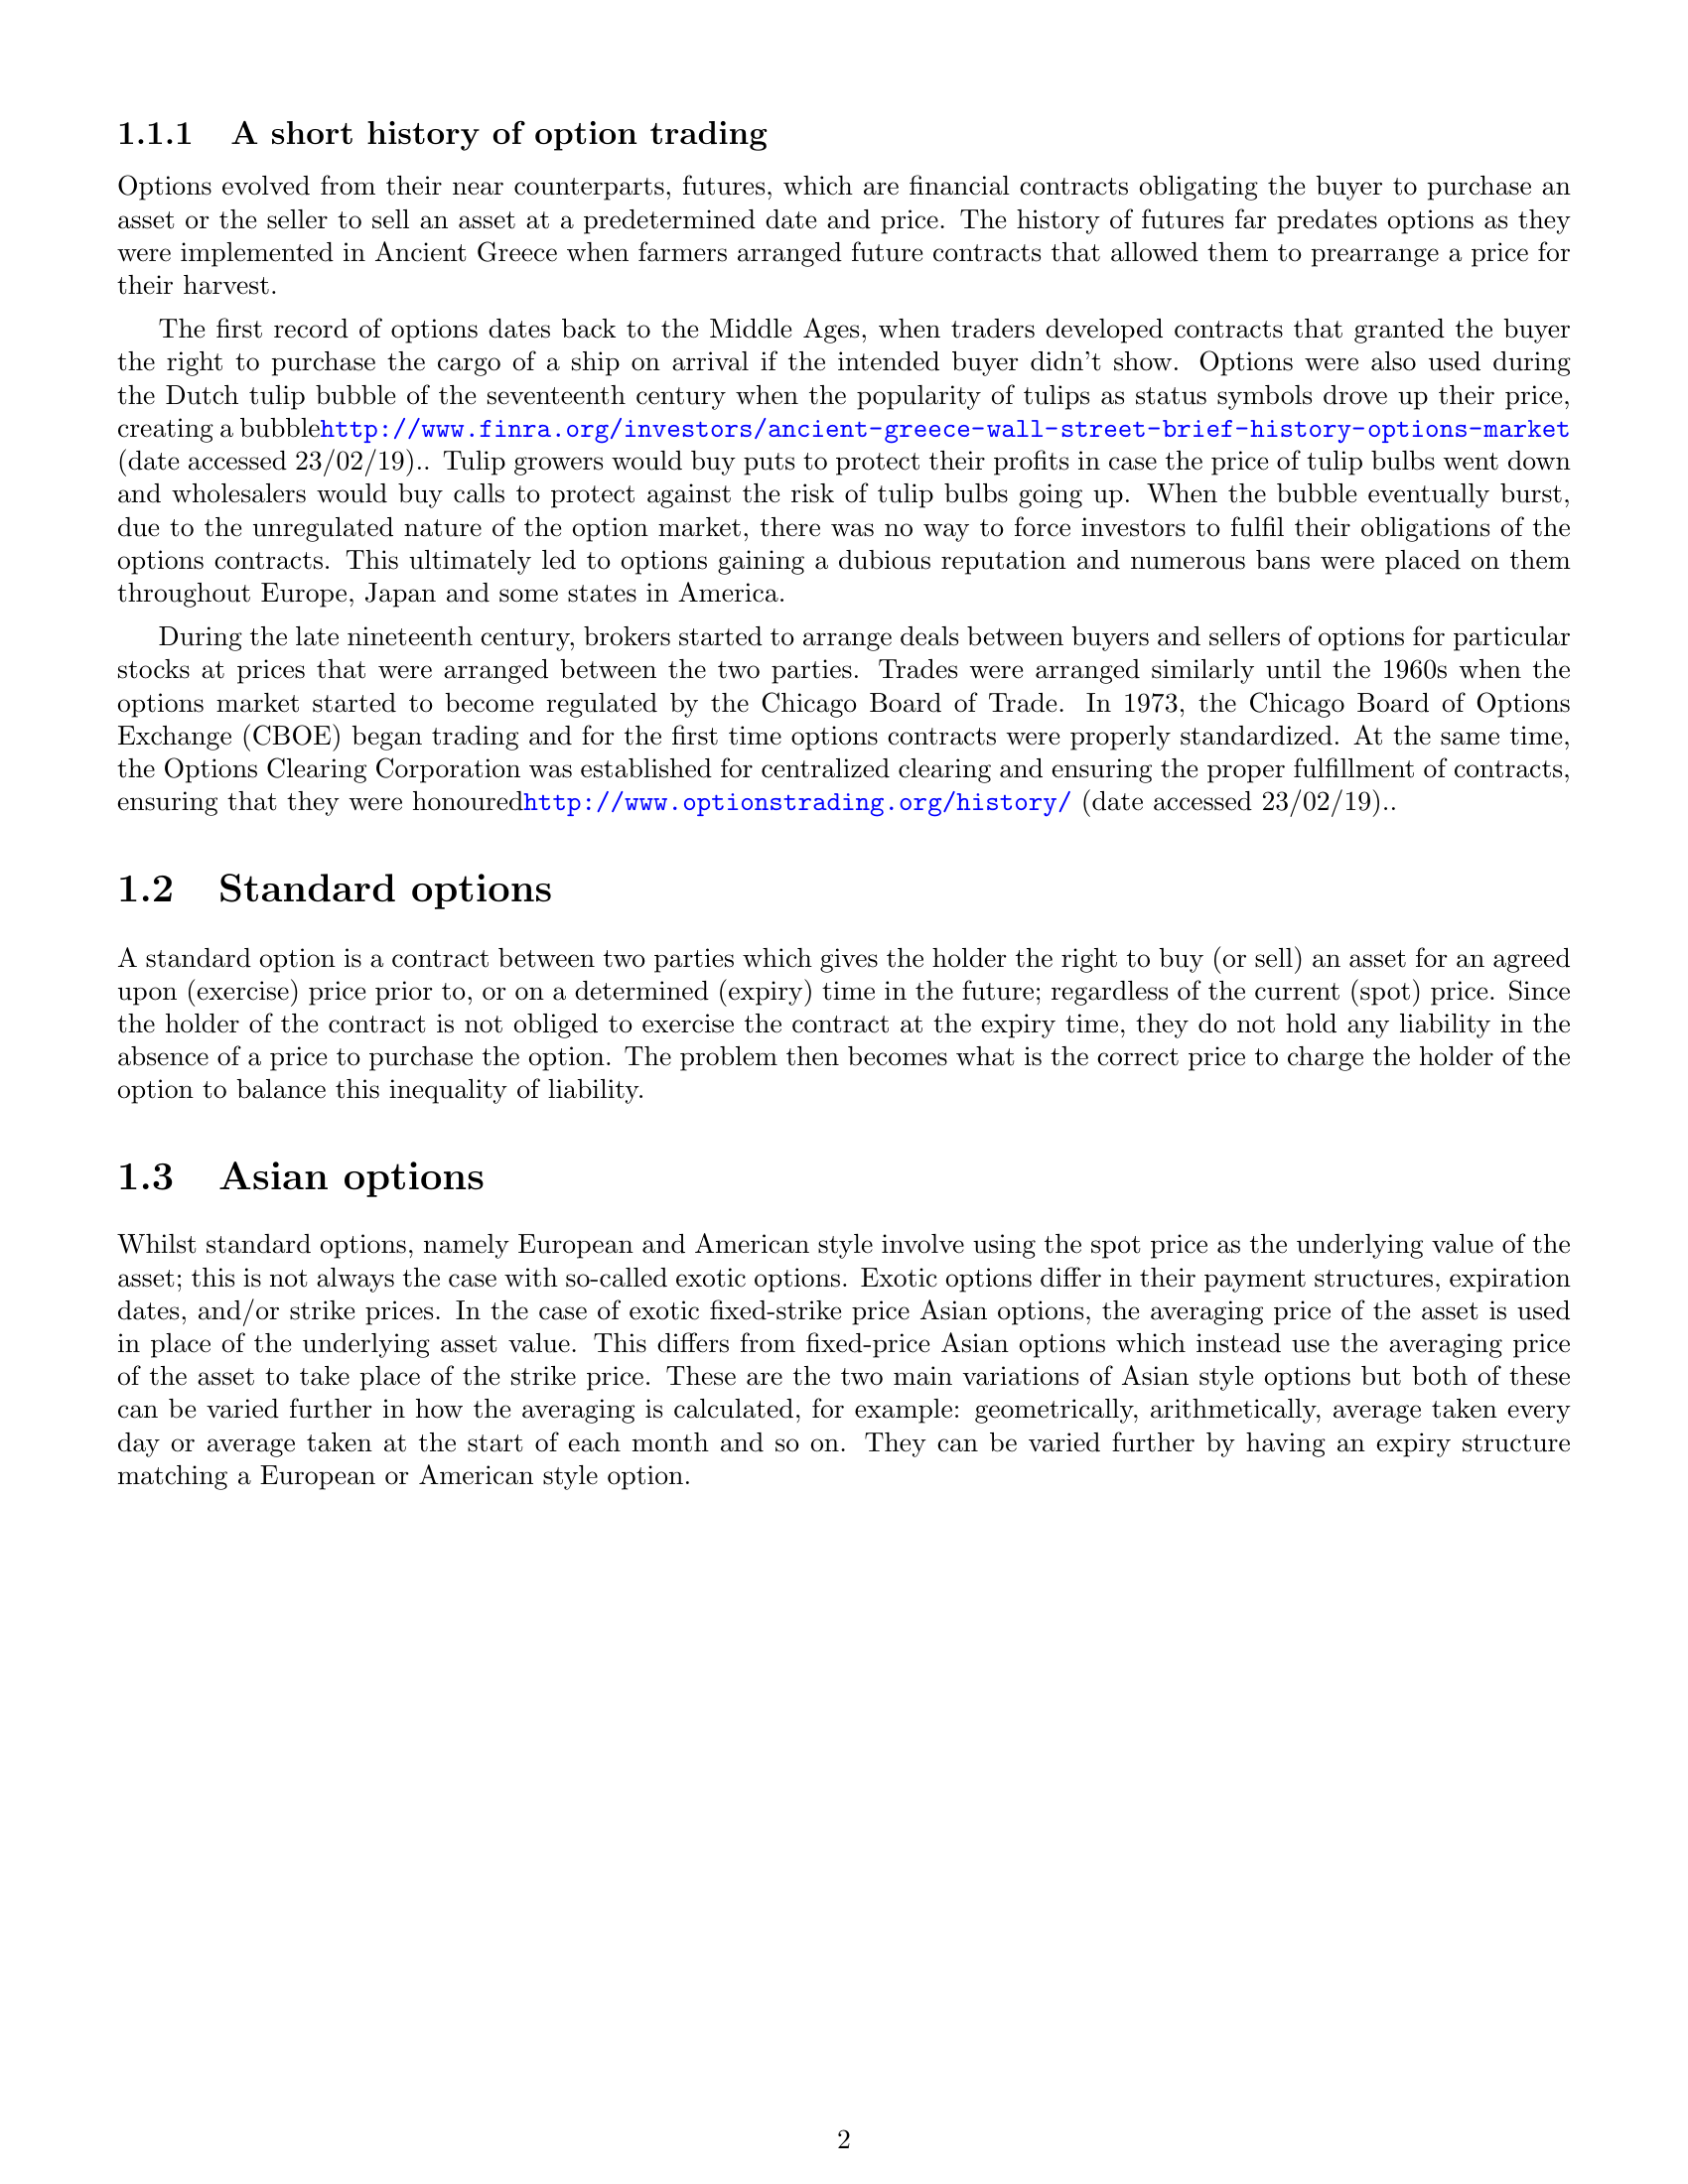 1.1.1 A short history of option trading
Options evolved from their near counterparts, futures, which are financial contracts obligating the buyer to purchase an
asset or the seller to sell an asset at a predetermined date and price. The history of futures far predates options as they
were implemented in Ancient Greece when farmers arranged future contracts that allowed them to prearrange a price for
their harvest.
The first record of options dates back to the Middle Ages, when traders developed contracts that granted the buyer
the right to purchase the cargo of a ship on arrival if the intended buyer didn't show. Options were also used during
the Dutch tulip bubble of the seventeenth century when the popularity of tulips as status symbols drove up their price,
creating a bubblehttp://www.finra.org/investors/ancient-greece-wall-street-brief-history-options-market
(date accessed 23/02/19).. Tulip growers would buy puts to protect their profits in case the price of tulip bulbs went down
and wholesalers would buy calls to protect against the risk of tulip bulbs going up. When the bubble eventually burst,
due to the unregulated nature of the option market, there was no way to force investors to fulfil their obligations of the
options contracts. This ultimately led to options gaining a dubious reputation and numerous bans were placed on them
throughout Europe, Japan and some states in America.
During the late nineteenth century, brokers started to arrange deals between buyers and sellers of options for particular
stocks at prices that were arranged between the two parties. Trades were arranged similarly until the 1960s when the
options market started to become regulated by the Chicago Board of Trade. In 1973, the Chicago Board of Options
Exchange (CBOE) began trading and for the first time options contracts were properly standardized. At the same time,
the Options Clearing Corporation was established for centralized clearing and ensuring the proper fulfillment of contracts,
ensuring that they were honouredhttp://www.optionstrading.org/history/ (date accessed 23/02/19)..
1.2 Standard options
A standard option is a contract between two parties which gives the holder the right to buy (or sell) an asset for an agreed
upon (exercise) price prior to, or on a determined (expiry) time in the future; regardless of the current (spot) price. Since
the holder of the contract is not obliged to exercise the contract at the expiry time, they do not hold any liability in the
absence of a price to purchase the option. The problem then becomes what is the correct price to charge the holder of the
option to balance this inequality of liability.
1.3 Asian options
Whilst standard options, namely European and American style involve using the spot price as the underlying value of the
asset; this is not always the case with so-called exotic options. Exotic options differ in their payment structures, expiration
dates, and/or strike prices. In the case of exotic fixed-strike price Asian options, the averaging price of the asset is used
in place of the underlying asset value. This differs from fixed-price Asian options which instead use the averaging price
of the asset to take place of the strike price. These are the two main variations of Asian style options but both of these
can be varied further in how the averaging is calculated, for example: geometrically, arithmetically, average taken every
day or average taken at the start of each month and so on. They can be varied further by having an expiry structure
matching a European or American style option.
2